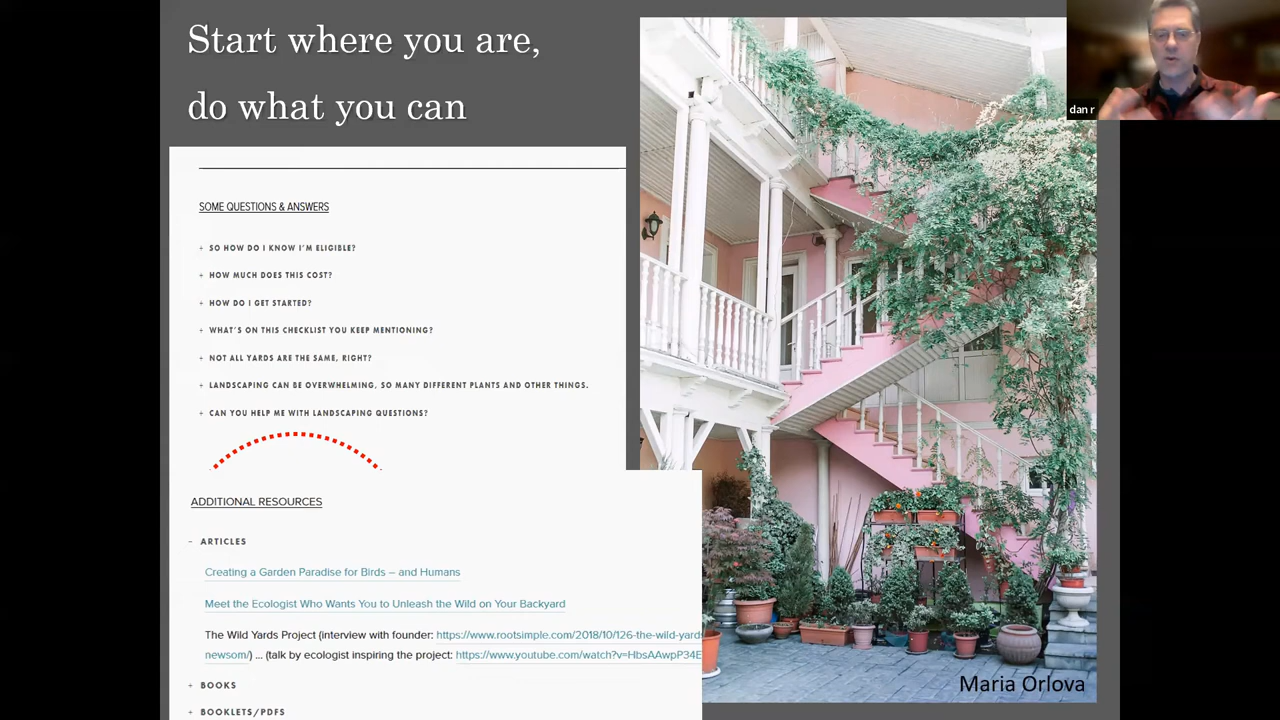 Start where you are,
do what you can
dan r
SOME QUESTIONS & ANSWERS
+ SO HOW DO I KNOW I'M ELIGIBLE?
+ HOW MUCH DOES THIS COST?
+ HOW DO I GET STARTED?
+ WHAT'S ON THIS CHECKLIST YOU KEEP MENTIONING?
+ NOT ALL YARDS ARE THE SAME, RIGHT?
+ LANDSCAPING CAN BE OVERWHELMING, SO MANY DIFFERENT PLANTS AND OTHER THINGS.
+ CAN YOU HELP ME WITH LANDSCAPING QUESTIONS?
ADDITIONAL RESOURCES
– ARTICLES
Creating a Garden Paradise for Birds – and Humans
Meet the Ecologist Who Wants You to Unleash the Wild on Your Backyard
The Wild Yards Project (interview with founder: https://www.rootsimple.com/2018/10/126-the-wild-yards
newsom/) ... (talk by ecologist inspiring the project: https://www.youtube.com/watch?v=HbsAAwpP34E
+ BOOKS
+ BOOKLETS/PDFS
Maria Orlova